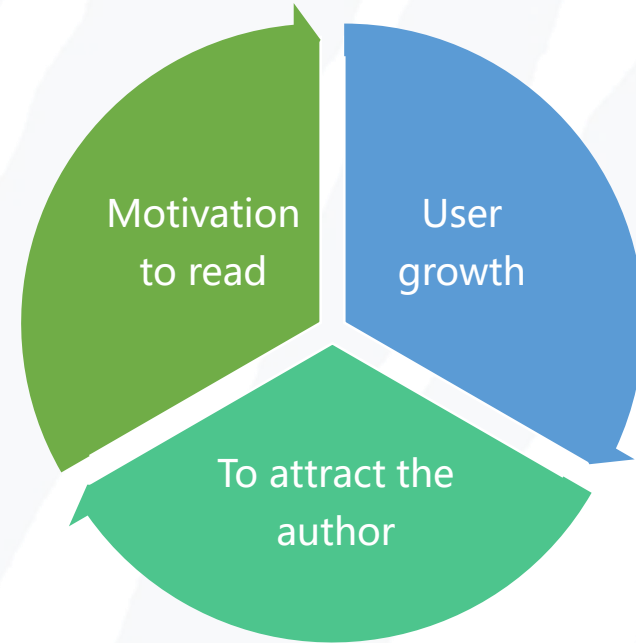 Motivation
to read
User
growth
To attract the
author